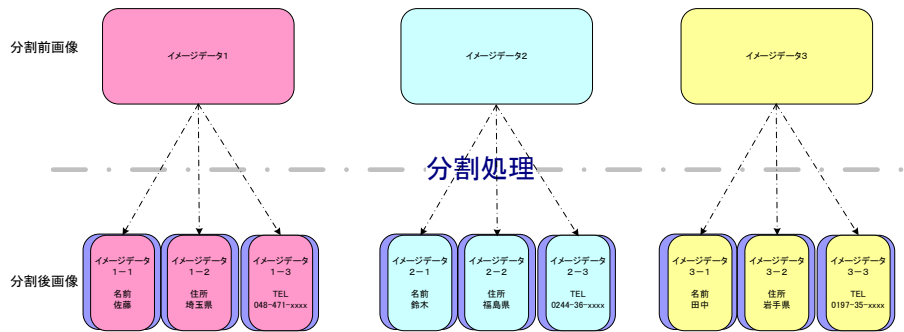 分割前画像
イメージデータ1
イメージデータ2
イメージデータ3
分割処理
分割後画像
イメージデータ
1－1
名前
佐藤
イメージデータ
1－2
住所
埼玉県
イメージデータ
1－3
TEL
048-471-xxxx
イメージデータ
2－1
名前
鈴木
イメージデータ
2－2
住所
福島県
イメージデータ
2－3
TEL
0244-36-xxxx
イメージデータ
3－1
名前
田中
イメージデータ
3－2
住所
岩手県
イメージデータ
3－3
TEL
0197-35-xxxx